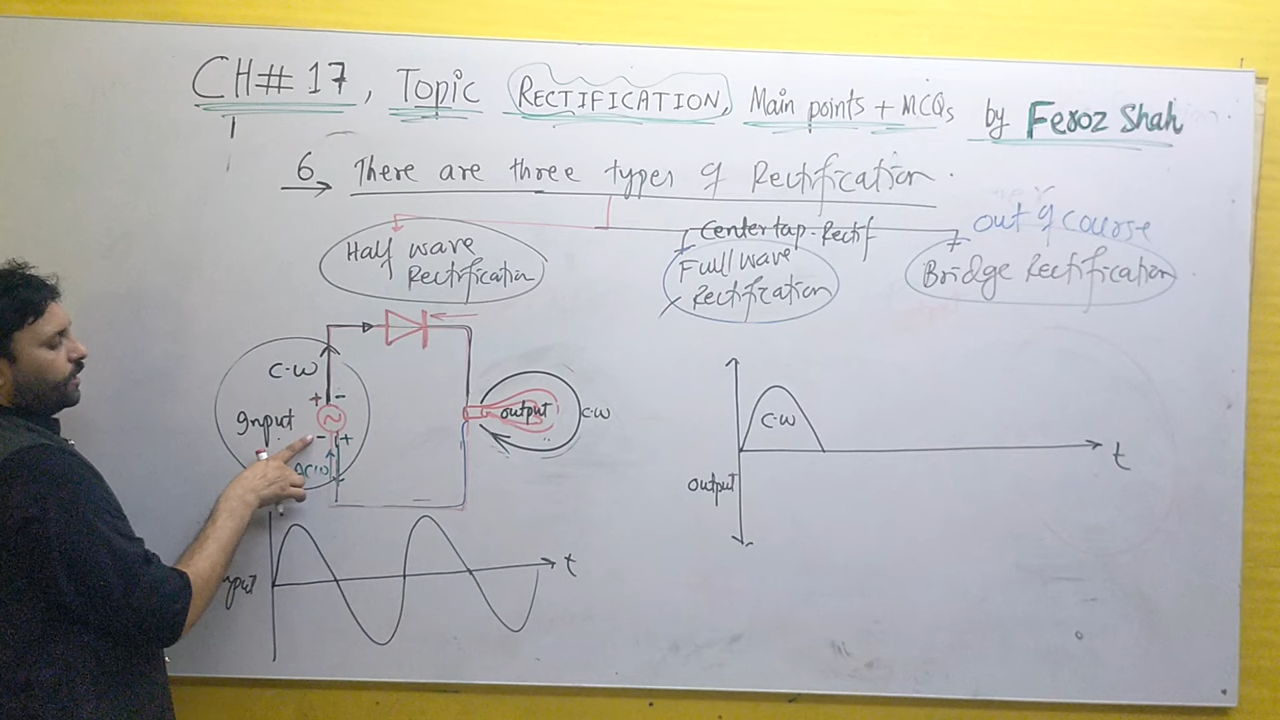 CH# 17, Topic RECTIFICATION, Main points + MCQs by Feroz Shah
6 There are three types of Rectification.
out of course
Center tap-Rectif
Half wave
Rectification
Full wave
Rectification
Bridge Rectification
C-W
+ -
Input
- +
output
C-W
C-W
t
output
t